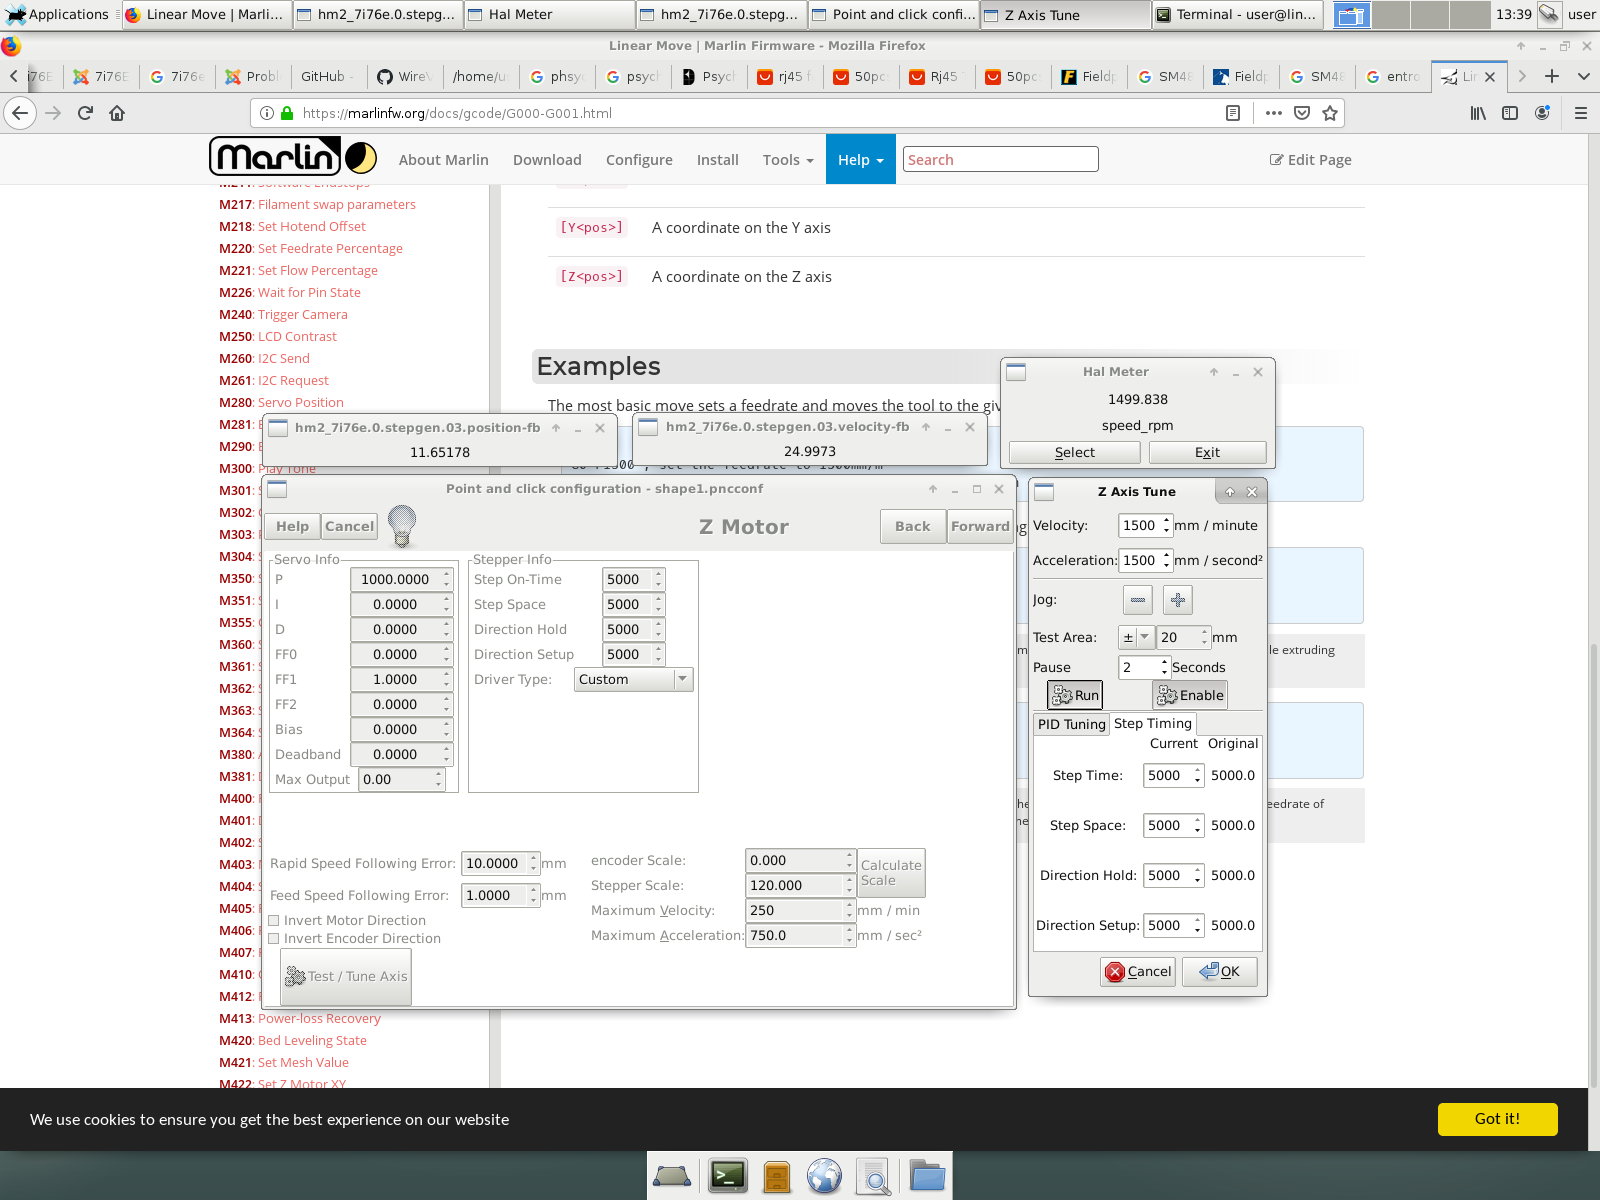 Applications
Linear Move | Marli...
hm2_7i76e.0.stepg...
Hal Meter
hm2_7i76e.0.stepg...
Point and click confi...
Z Axis Tune
Terminal - user@lin...
13:39
user
Linear Move | Marlin Firmware - Mozilla Firefox
7i76E
7i76e
Probl
GitHub -
WireV
/home/u
phsy
psyc
Psych
rj45 f
50pc
Rj45
50pc
Fieldp
SM48
Fieldp
SM48
entro
Lin
https://marlinfw.org/docs/gcode/G000-G001.html
Marlin
About Marlin
Download
Configure
Install
Tools
Help
Search
Edit Page
M211: Software Endstops
M217: Filament swap parameters
M218: Set Hotend Offset
M220: Set Feedrate Percentage
M221: Set Flow Percentage
M226: Wait for Pin State
M240: Trigger Camera
M250: LCD Contrast
M260: I2C Send
M261: I2C Request
M280: Servo Position
M281:
M290:
M300: Play Tone
M301:
M302:
M303:
M304:
M350:
M351:
M355:
M360:
M361:
M362:
M363:
M364:
M380:
M381:
M400:
M401:
M402:
M403:
M404:
M405:
M406:
M407:
M410:
M412:
M413: Power-loss Recovery
M420: Bed Leveling State
M421: Set Mesh Value
M422: Set Z Motor XY
[Y<pos>] A coordinate on the Y axis
[Z<pos>] A coordinate on the Z axis
Examples
The most basic move sets a feedrate and moves the tool to the giv
le extruding
eedrate of
Hal Meter
1499.838
speed_rpm
Select
Exit
hm2_7i76e.0.stepgen.03.position-fb
11.65178
hm2_7i76e.0.stepgen.03.velocity-fb
24.9973
Point and click configuration - shape1.pncconf
Help
Cancel
Z Motor
Back
Forward
Servo Info
P 1000.0000
I 0.0000
D 0.0000
FF0 0.0000
FF1 1.0000
FF2 0.0000
Bias 0.0000
Deadband 0.0000
Max Output 0.00
Stepper Info
Step On-Time 5000
Step Space 5000
Direction Hold 5000
Direction Setup 5000
Driver Type: Custom
Rapid Speed Following Error: 10.0000 mm
Feed Speed Following Error: 1.0000 mm
Invert Motor Direction
Invert Encoder Direction
Test / Tune Axis
encoder Scale: 0.000
Stepper Scale: 120.000
Calculate
Scale
Maximum Velocity: 250 mm / min
Maximum Acceleration: 750.0 mm / sec²
Z Axis Tune
Velocity: 1500 mm / minute
Acceleration: 1500 mm / second²
Jog:
Test Area: ± 20 mm
Pause 2 Seconds
Run
Enable
PID Tuning
Step Timing
Current Original
Step Time: 5000 5000.0
Step Space: 5000 5000.0
Direction Hold: 5000 5000.0
Direction Setup: 5000 5000.0
Cancel
OK
We use cookies to ensure you get the best experience on our website
Got it!